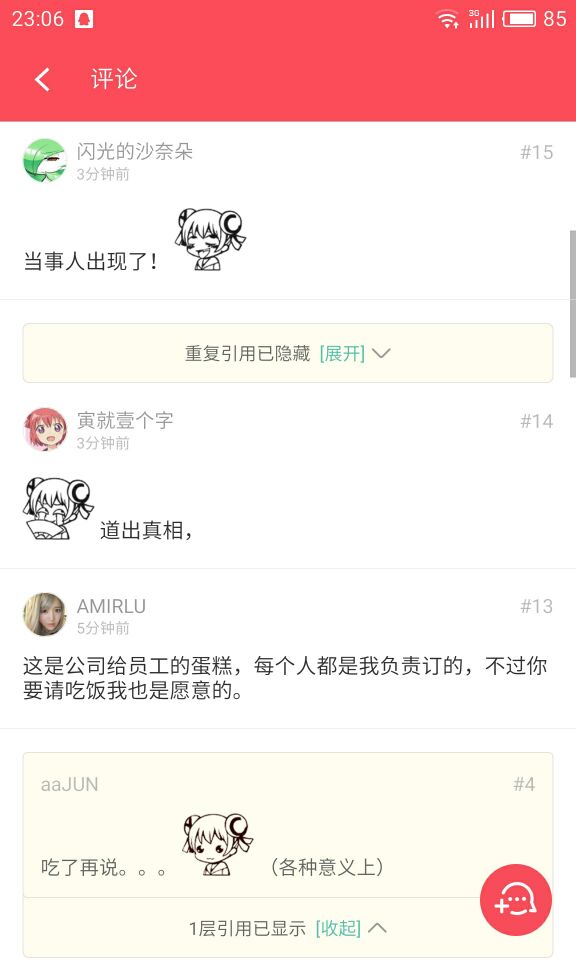 23:06
3G
85
评论
闪光的沙奈朵
#15
3分钟前
当事人出现了！
重复引用已隐藏 [展开]
寅就壹个字
#14
3分钟前
道出真相，
AMIRLU
#13
5分钟前
这是公司给员工的蛋糕，每个人都是我负责订的，不过你
要请吃饭我也是愿意的。
aaJUN
#4
吃了再说。。。 （各种意义上）
1层引用已显示 [收起]